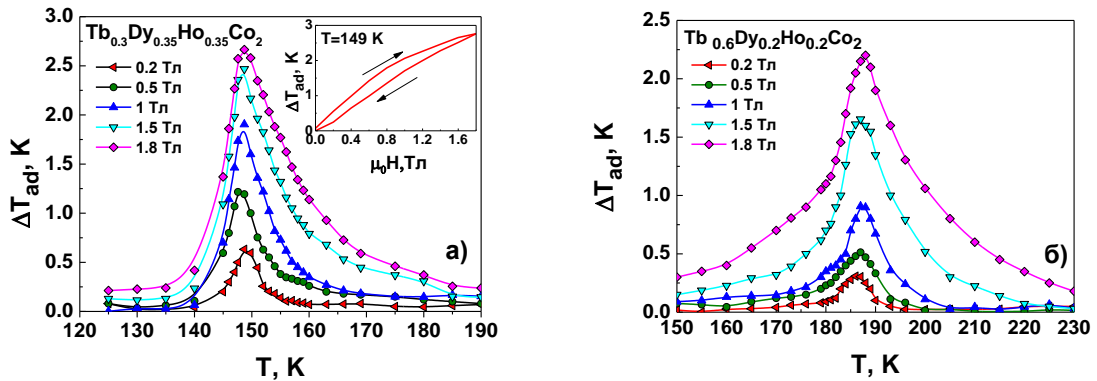 Tb0.3Dy0.35Ho0.35Co2
0.2 Тл
0.5 Тл
1 Тл
1.5 Тл
1.8 Тл
ΔTad, K
3.0
2.5
2.0
1.5
1.0
0.5
0.0
120 130 140 150 160 170 180 190
T, K
а)
T=149 K
ΔTad, K
3
2
1
0
0.0 0.4 0.8 1.2 1.6
μ0H,Тл
Tb 0.6Dy0.2Ho0.2Co2
0.2 Тл
0.5 Тл
1 Тл
1.5 Тл
1.8 Тл
ΔTad, K
2.5
2.0
1.5
1.0
0.5
0.0
150 160 170 180 190 200 210 220 230
T, K
б)